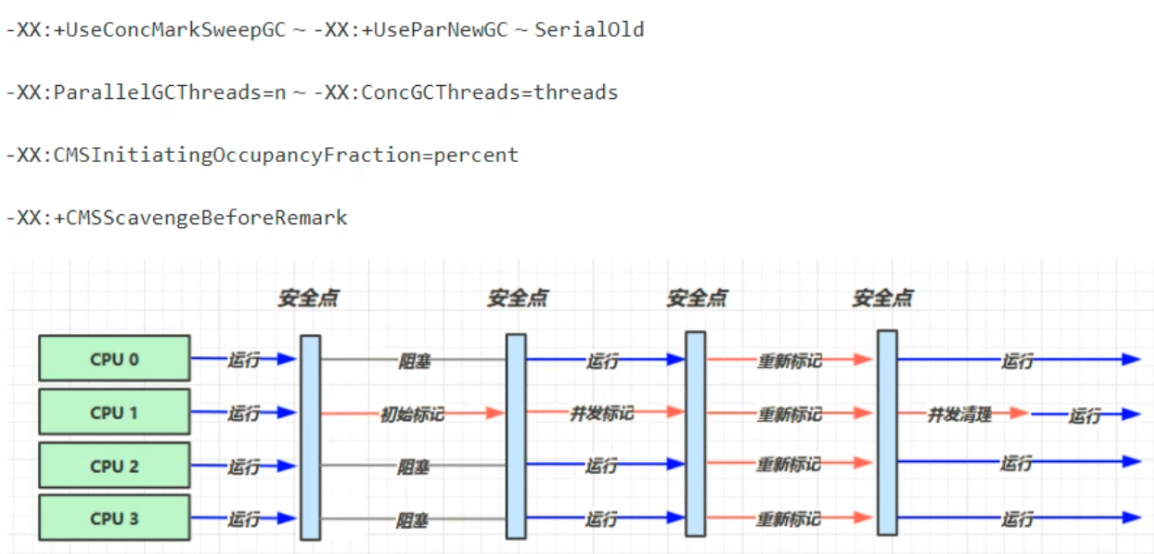 -XX:+UseConcMarkSweepGC ~ -XX:+UseParNewGC ~ SerialOld
-XX:ParallelGCThreads=n ~ -XX:ConcGCThreads=threads
-XX:CMSInitiatingOccupancyFraction=percent
-XX:+CMSScavengeBeforeRemark
安全点 安全点 安全点 安全点
CPU 0 运行 阻塞 运行 重新标记 运行
CPU 1 运行 初始标记 并发标记 重新标记 并发清理 运行
CPU 2 运行 阻塞 运行 重新标记 运行
CPU 3 运行 阻塞 运行 重新标记 运行